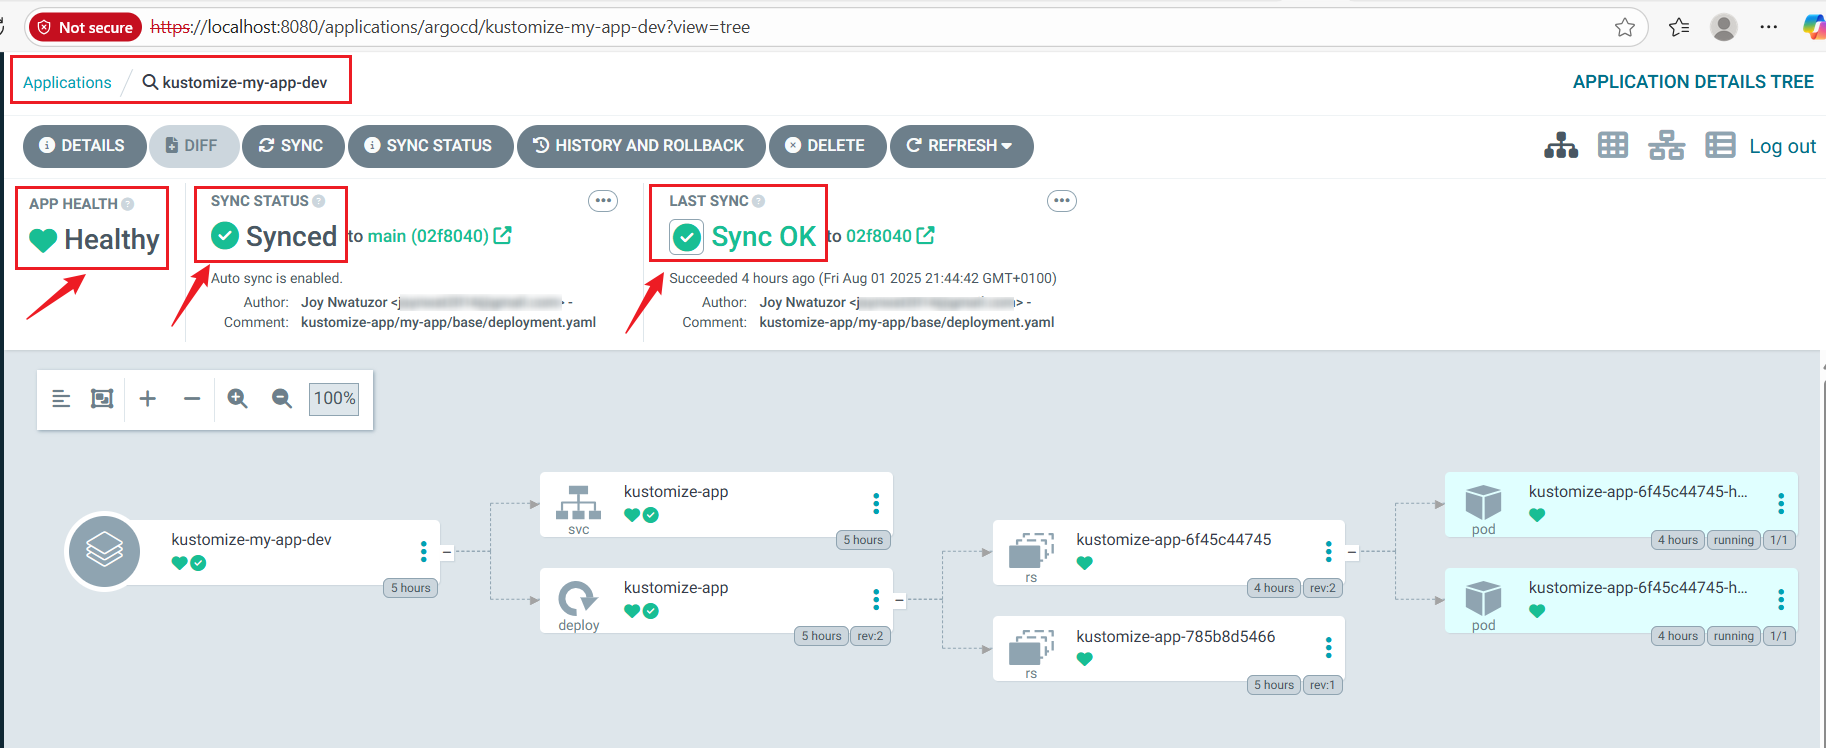 Not secure https://localhost:8080/applications/argocd/kustomize-my-app-dev?view=tree
Applications / kustomize-my-app-dev
APPLICATION DETAILS TREE
DETAILS DIFF SYNC SYNC STATUS HISTORY AND ROLLBACK DELETE REFRESH Log out
APP HEALTH
Healthy
SYNC STATUS
Synced to main (02f8040)
Auto sync is enabled.
Author: Joy Nwatuzor <j > -
Comment: kustomize-app/my-app/base/deployment.yaml
LAST SYNC
Sync OK to 02f8040
Succeeded 4 hours ago (Fri Aug 01 2025 21:44:42 GMT+0100)
Author: Joy Nwatuzor < > -
Comment: kustomize-app/my-app/base/deployment.yaml
100%
kustomize-my-app-dev
5 hours
kustomize-app
svc
5 hours
kustomize-app
deploy
5 hours rev:2
kustomize-app-6f45c44745
rs
4 hours rev:2
kustomize-app-785b8d5466
rs
5 hours rev:1
kustomize-app-6f45c44745-h...
pod
4 hours running 1/1
kustomize-app-6f45c44745-h...
pod
4 hours running 1/1